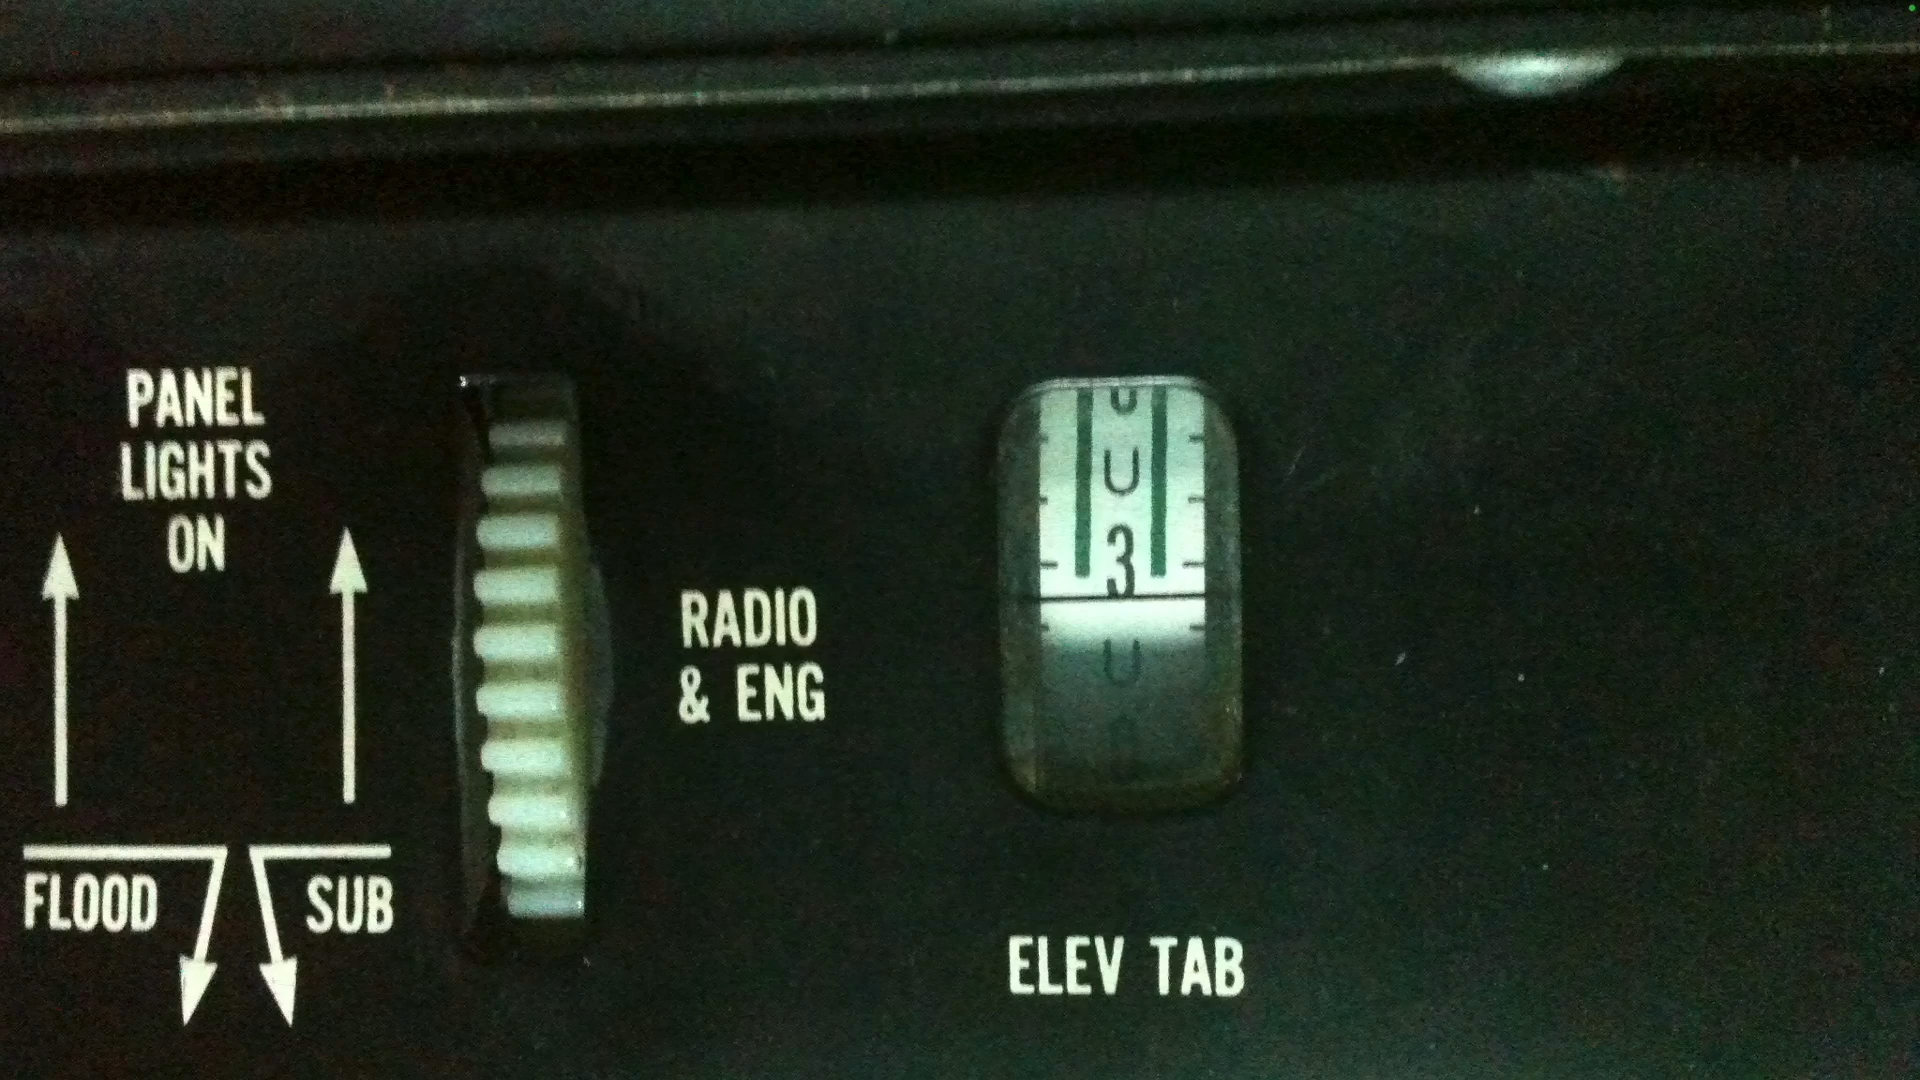 PANEL
LIGHTS
ON
FLOOD
SUB
RADIO
& ENG
U
U
3
U
ELEV TAB